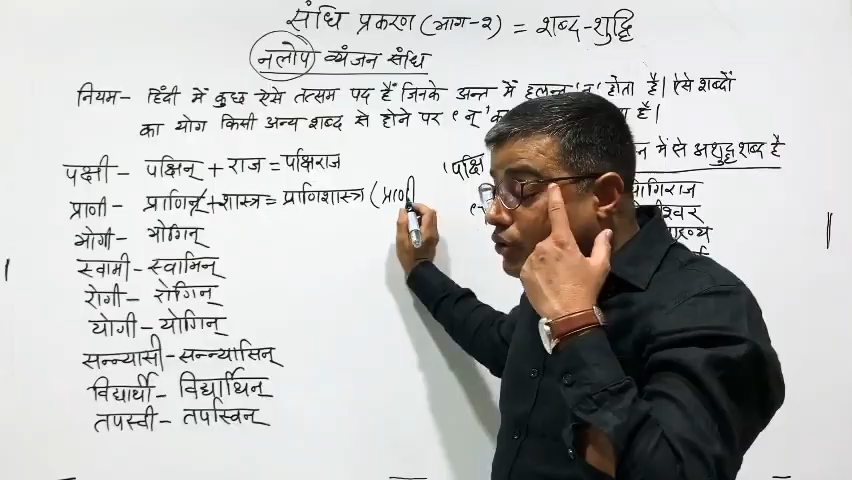 संधि प्रकरण (भाग-२) = शब्द-शुद्धि
नलोप व्यंजन संधि
नियम- हिंदी में कुछ ऐसे तत्सम पद हैं जिनके अन्त में हलन्त 'न्' होता है। ऐसे शब्दों
का योग किसी अन्य शब्द से होने पर 'न्' का है।
में से अशुद्ध शब्द है
पक्षी- पक्षिन् + राज = पक्षिराज
प्राणी- प्राणिन् + शास्त्र = प्राणिशास्त्र (प्राणी
भोगी- भोगिन्
स्वामी- स्वामिन्
रोगी- रोगिन्
योगी- योगिन्
सन्न्यासी- सन्न्यासिन्
विद्यार्थी- विद्यार्थिन्
तपस्वी- तपस्विन्
पक्षि
योगिराज